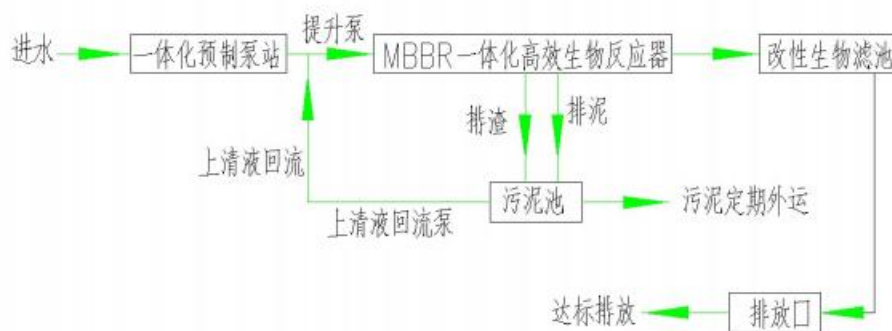 进水
一体化预制泵站
提升泵
MBBR一体化高效生物反应器
改性生物滤池
排渣
排泥
上清液回流
上清液回流泵
污泥池
污泥定期外运
达标排放
排放口